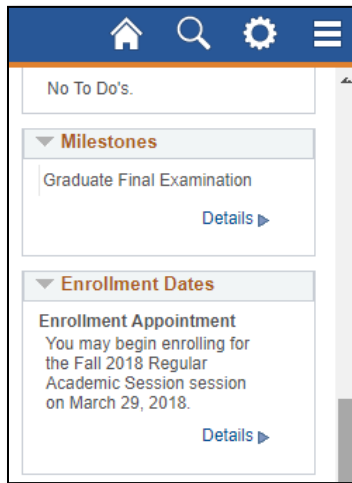 No To Do's.
Milestones
Graduate Final Examination
Details
Enrollment Dates
Enrollment Appointment
You may begin enrolling for
the Fall 2018 Regular
Academic Session session
on March 29, 2018.
Details